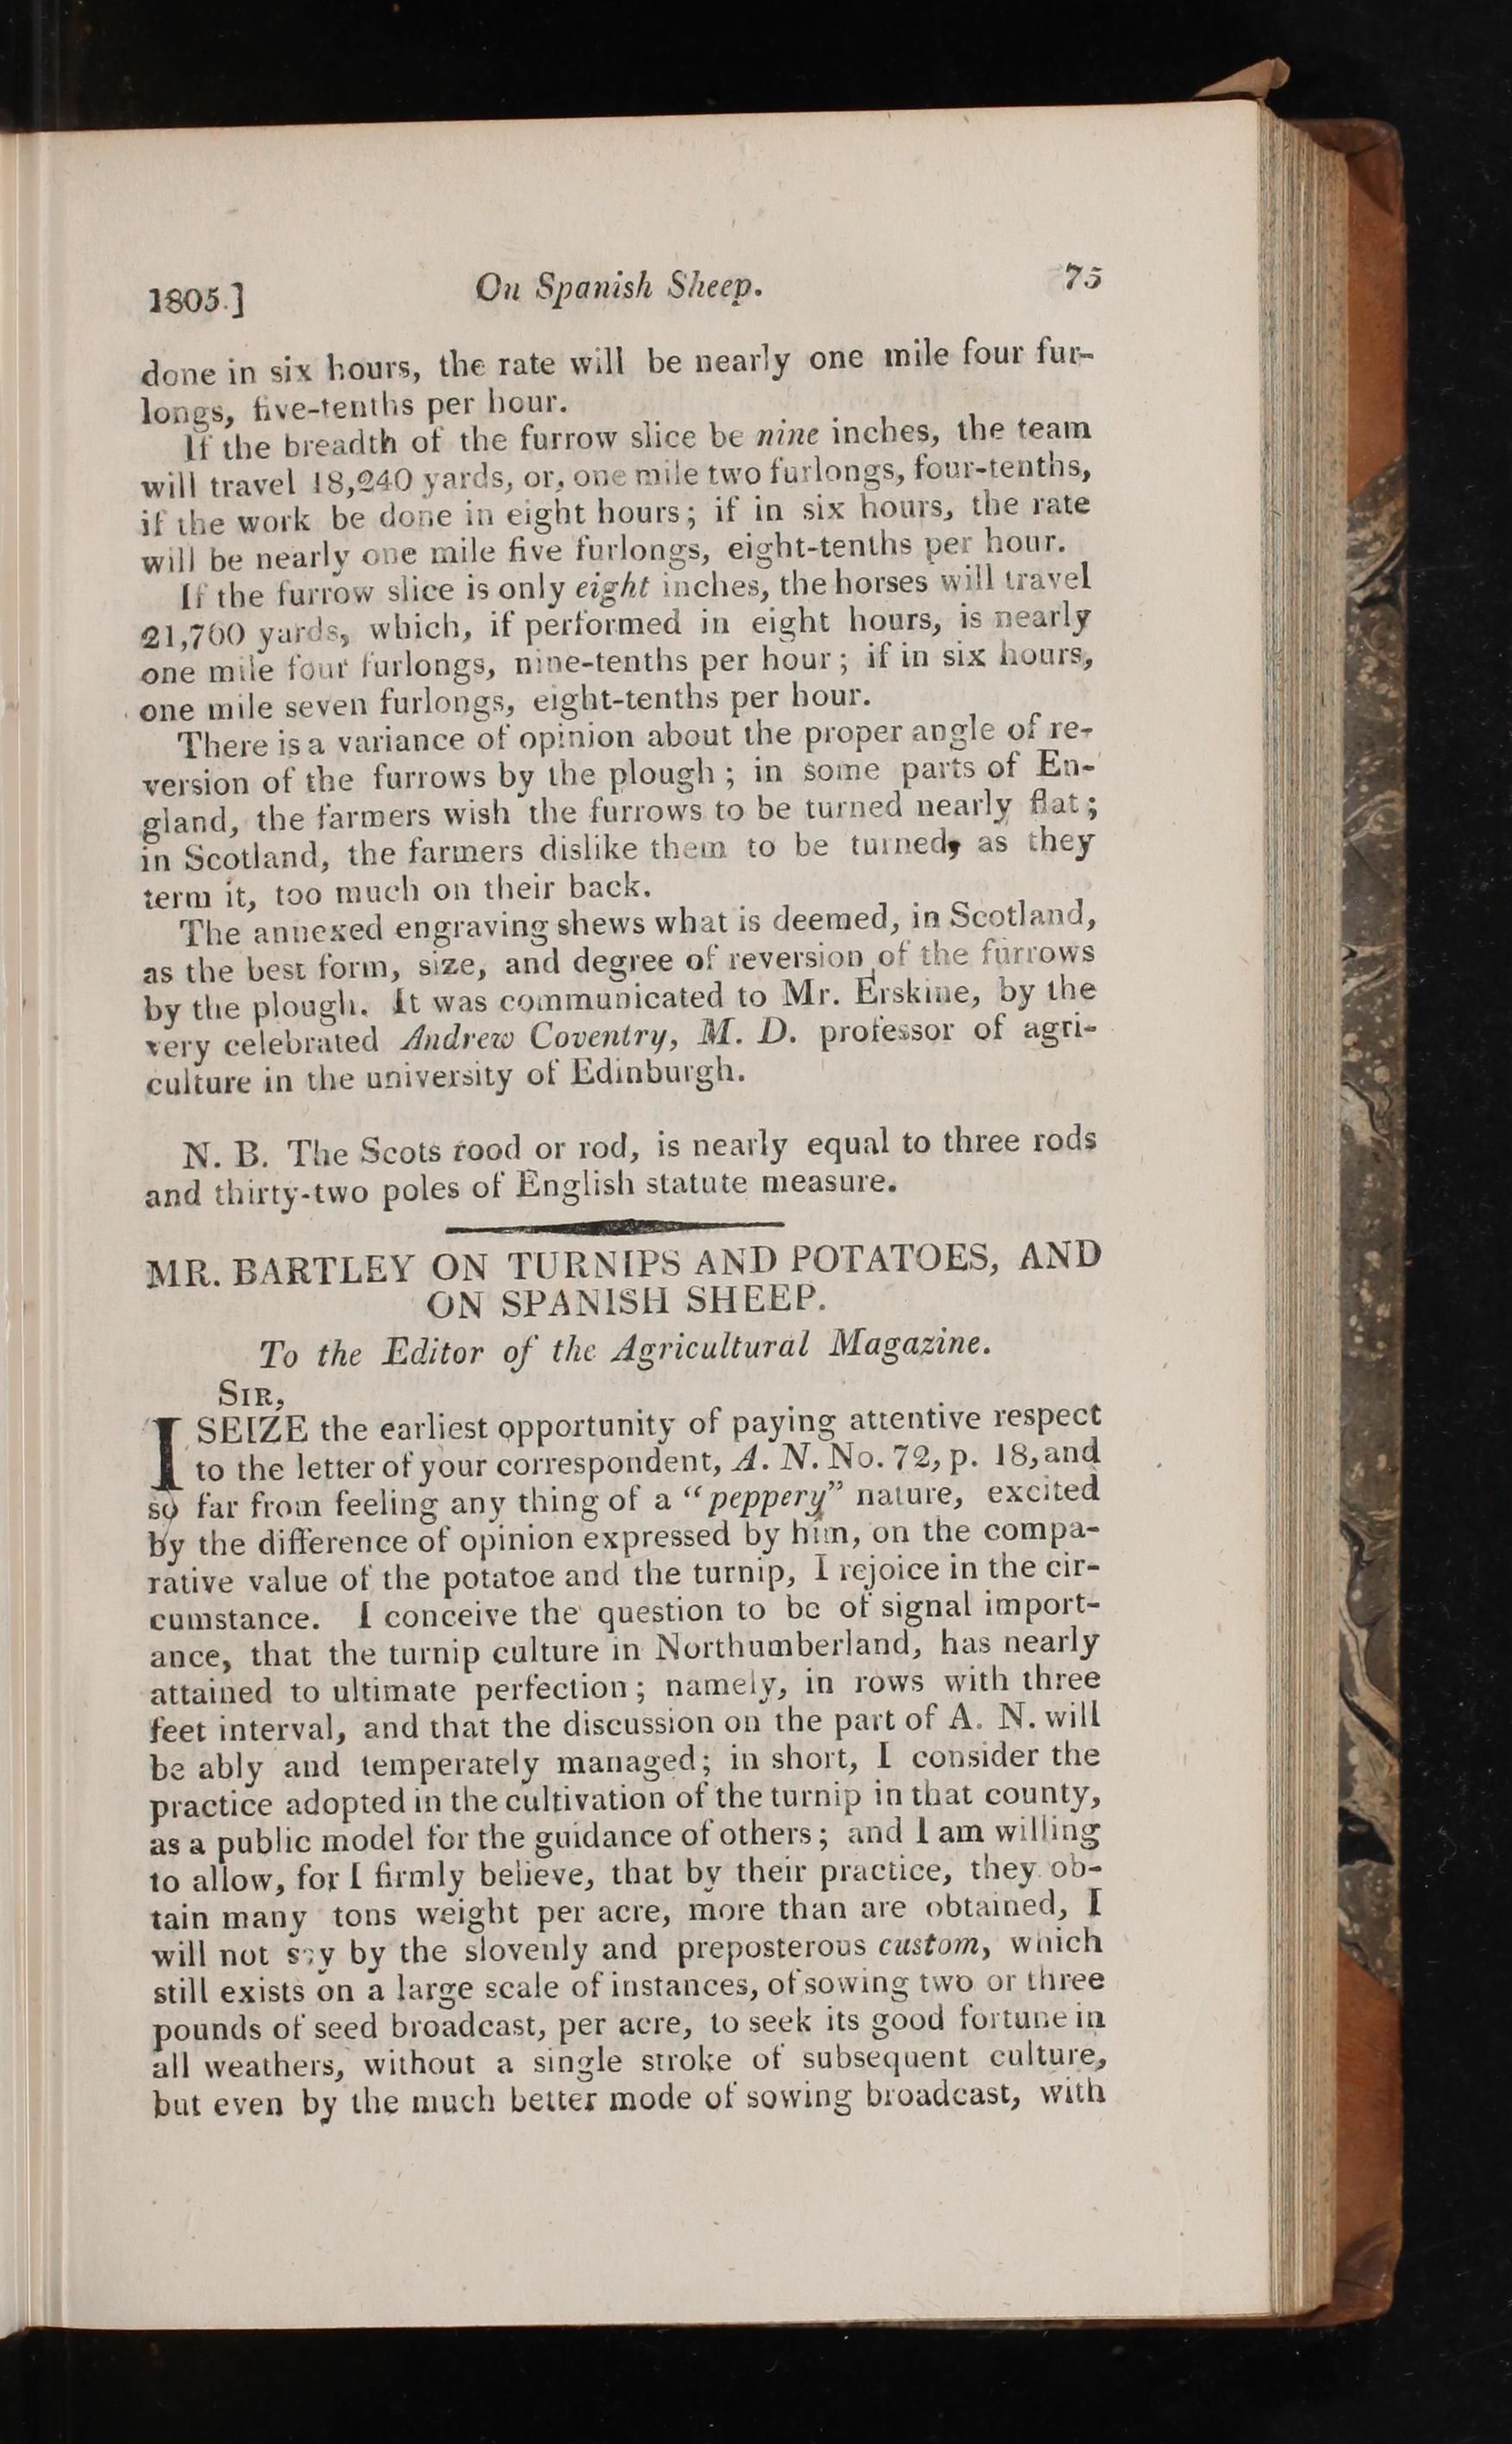 1805.] On Spanish Sheep. 75
done in six hours, the rate will be nearly one mile four fur-
longs, five-tenths per hour.
If the breadth of the furrow slice be nine inches, the team
will travel 18,240 yards, or, one mile two furlongs, four-tenths,
if the work be done in eight hours; if in six hours, the rate
will be nearly one mile five furlongs, eight-tenths per hour.
If the furrow slice is only eight inches, the horses will travel
21,760 yards, which, if performed in eight hours, is nearly
one mile four furlongs, nine-tenths per hour; if in six hours,
one mile seven furlongs, eight-tenths per hour.
There is a variance of opinion about the proper angle of re-
version of the furrows by the plough; in some parts of En-
gland, the farmers wish the furrows to be turned nearly flat;
in Scotland, the farmers dislike them to be turned, as they
term it, too much on their back.
The annexed engraving shews what is deemed, in Scotland,
as the best form, size, and degree of reversion of the furrows
by the plough. It was communicated to Mr. Erskine, by the
very celebrated Andrew Coventry, M. D. professor of agri-
culture in the university of Edinburgh.
N. B. The Scots rood or rod, is nearly equal to three rods
and thirty-two poles of English statute measure.
MR. BARTLEY ON TURNIPS AND POTATOES, AND
ON SPANISH SHEEP.
To the Editor of the Agricultural Magazine.
SIR,
I SEIZE the earliest opportunity of paying attentive respect
to the letter of your correspondent, A. N. No. 72, p. 18, and
so far from feeling any thing of a "peppery" nature, excited
by the difference of opinion expressed by him, on the compa-
rative value of the potatoe and the turnip, I rejoice in the cir-
cumstance. I conceive the question to be of signal import-
ance, that the turnip culture in Northumberland, has nearly
attained to ultimate perfection; namely, in rows with three
feet interval, and that the discussion on the part of A. N. will
be ably and temperately managed; in short, I consider the
practice adopted in the cultivation of the turnip in that county,
as a public model for the guidance of others; and I am willing
to allow, for I firmly believe, that by their practice, they ob-
tain many tons weight per acre, more than are obtained, I
will not say by the slovenly and preposterous custom, which
still exists on a large scale of instances, of sowing two or three
pounds of seed broadcast, per acre, to seek its good fortune in
all weathers, without a single stroke of subsequent culture,
but even by the much better mode of sowing broadcast, with